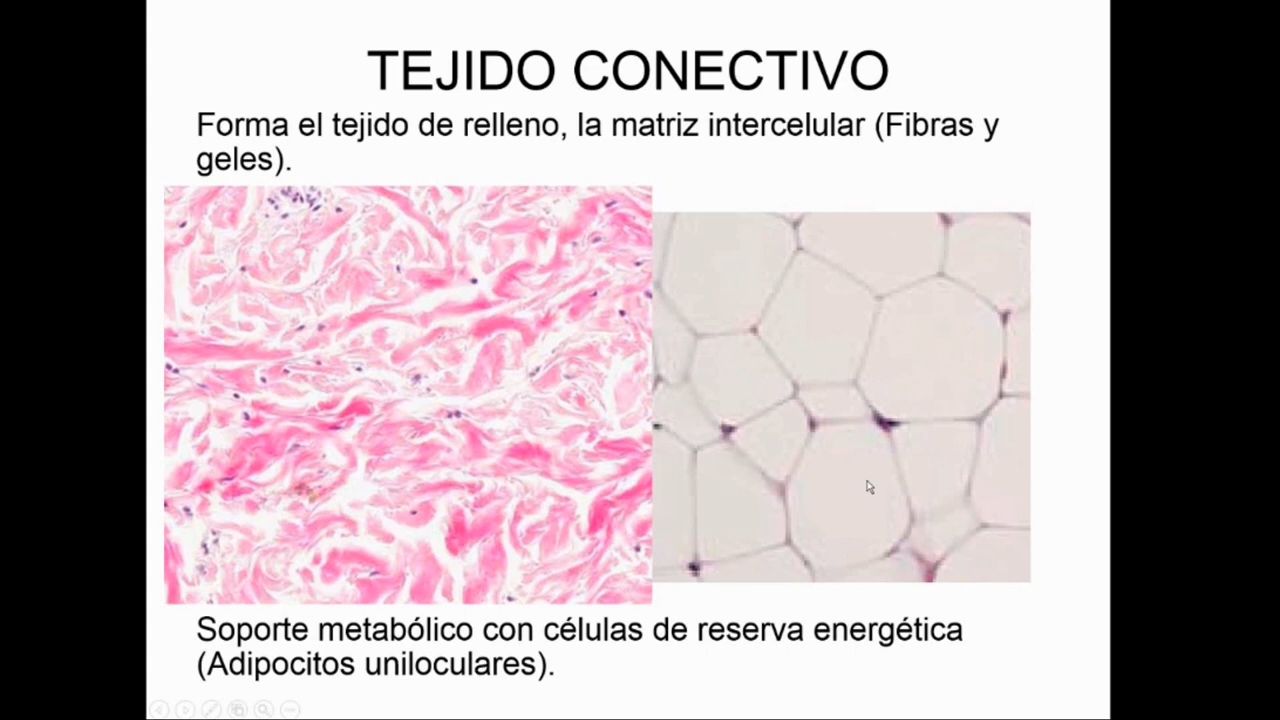 TEJIDO CONECTIVO
Forma el tejido de relleno, la matriz intercelular (Fibras y
geles).
Soporte metabólico con células de reserva energética
(Adipocitos uniloculares).